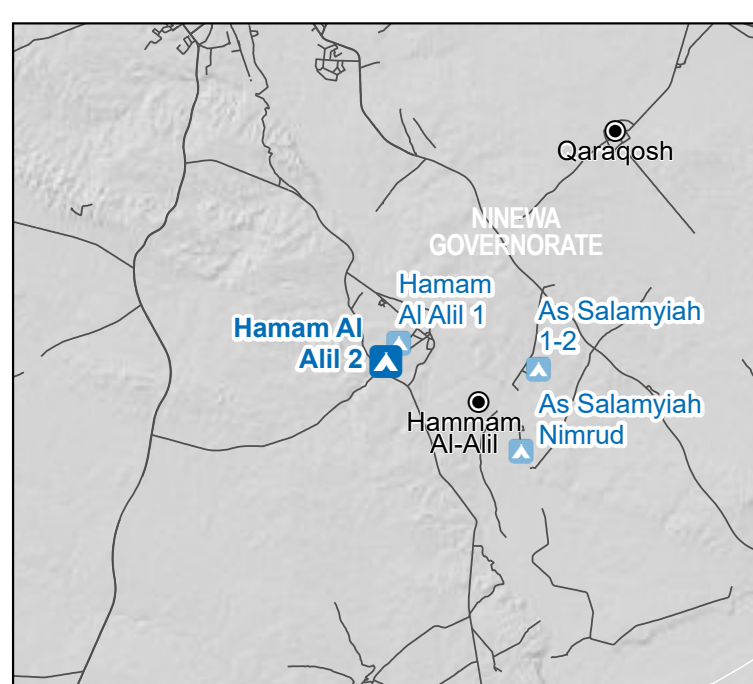 Qaraqosh
NINEWA
GOVERNORATE
Hamam
Al Alil 1
Hamam Al
Alil 2
As Salamyiah
1-2
Hammam
Al-Alil
As Salamyiah
Nimrud